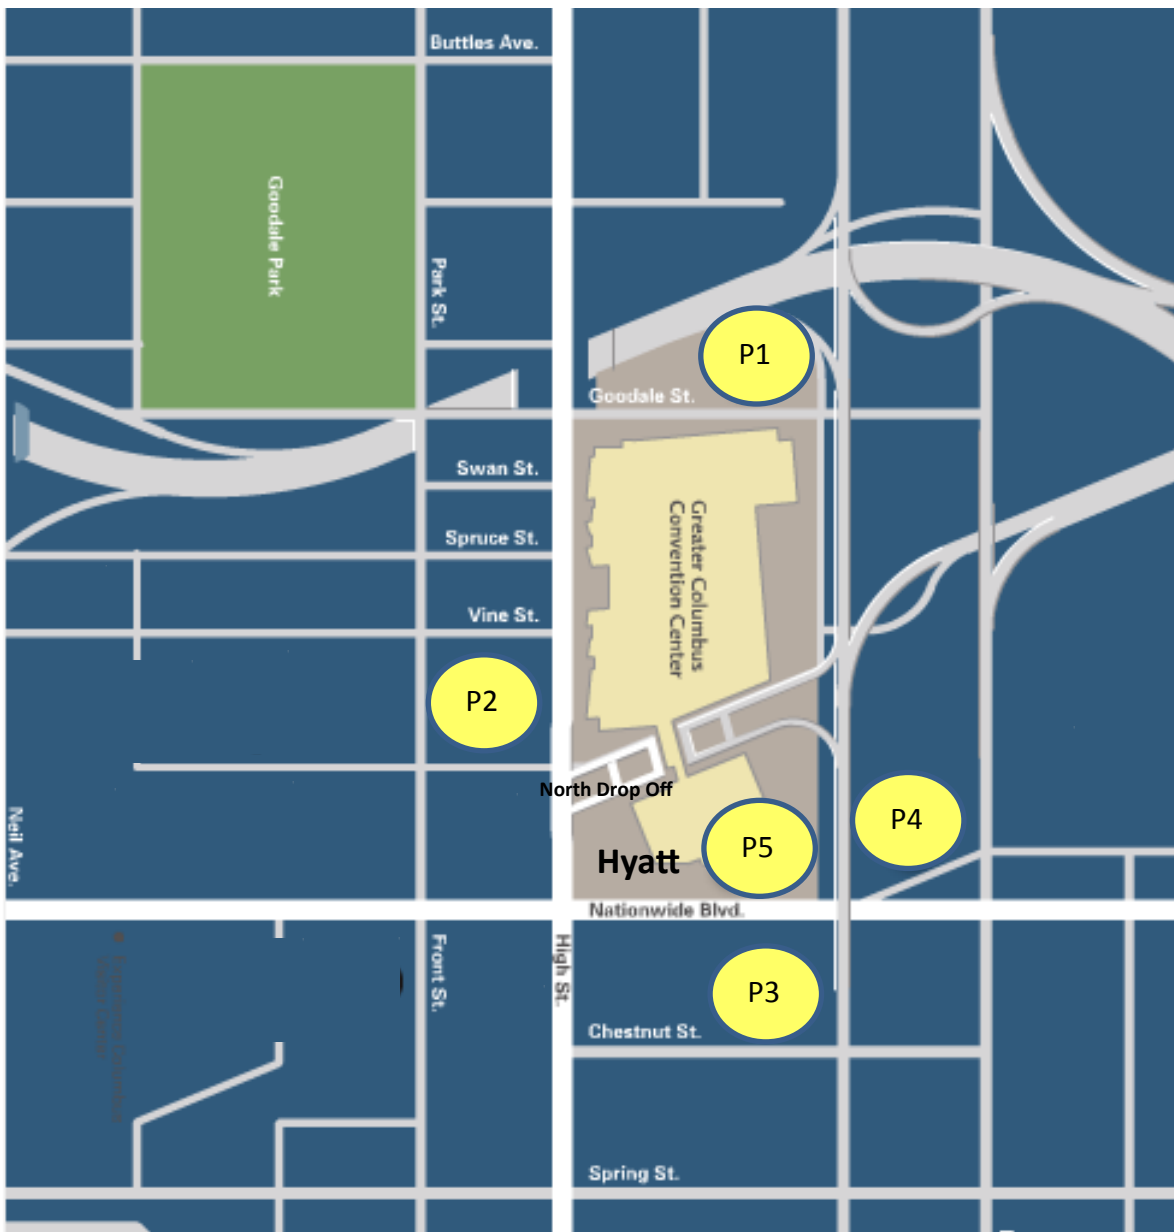 Buttles Ave.
Goodale Park
Park St.
P1
Goodale St.
Swan St.
Greater Columbus
Convention Center
Spruce St.
Vine St.
P2
North Drop Off
Neil Ave.
P4
Hyatt
P5
Nationwide Blvd.
Front St.
High St.
P3
Chestnut St.
Spring St.